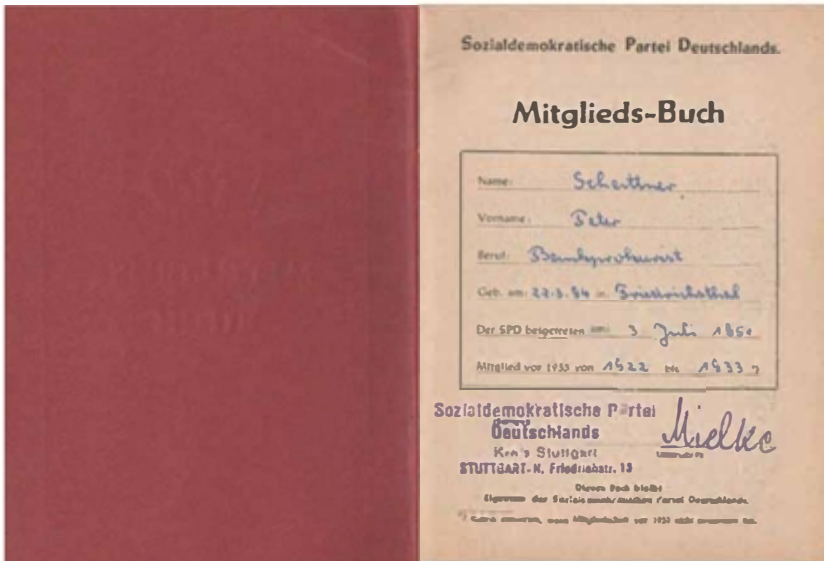 Sozialdemokratische Partei Deutschlands.
Mitglieds-Buch
Name: Scheittner
Vorname: Peter
Beruf: Bankprokurist
Geb. am: 22.3.94 in Friedrichsthal
Der SPD beigetreten am: 3 Juli 1950
Mitglied vor 1933 von 1922 bis 1933 ?
Sozialdemokratische Partei
Deutschlands
Kreis Stuttgart
STUTTGART-N, Friedrichstr. 13
Mielke
Dieses Buch bleibt
Eigentum der Sozialdemokratischen Partei Deutschlands.